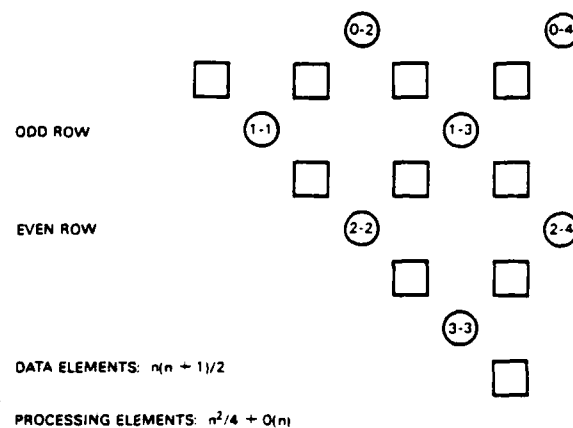 0-2 0-4
ODD ROW 1-1 1-3
EVEN ROW 2-2 2-4
3-3
DATA ELEMENTS: n(n + 1)/2
PROCESSING ELEMENTS: n²/4 + 0(n)